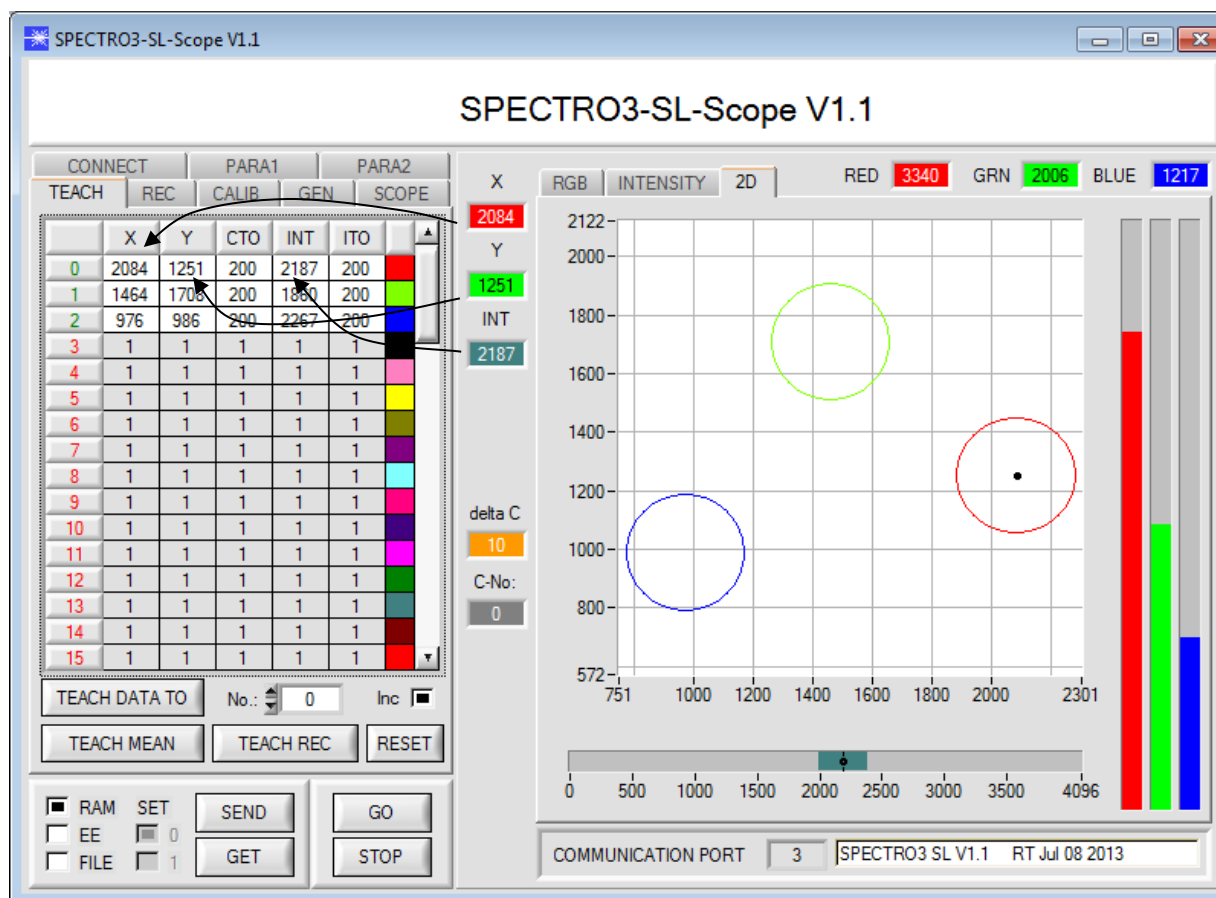 SPECTRO3-SL-Scope V1.1
SPECTRO3-SL-Scope V1.1
CONNECT PARA1 PARA2
TEACH REC CALIB GEN SCOPE
X Y CTO INT ITO
0 2084 1251 200 2187 200
1 1464 1708 200 1860 200
2 976 986 200 2267 200
3 1 1 1 1 1
4 1 1 1 1 1
5 1 1 1 1 1
6 1 1 1 1 1
7 1 1 1 1 1
8 1 1 1 1 1
9 1 1 1 1 1
10 1 1 1 1 1
11 1 1 1 1 1
12 1 1 1 1 1
13 1 1 1 1 1
14 1 1 1 1 1
15 1 1 1 1 1
TEACH DATA TO No.: 0 Inc
TEACH MEAN TEACH REC RESET
RAM SET SEND GO
EE 0
FILE 1 GET STOP
X
2084
Y
1251
INT
2187
delta C
10
C-No:
0
RGB INTENSITY 2D RED 3340 GRN 2006 BLUE 1217
2122
2000
1800
1600
1400
1200
1000
800
572
751 1000 1200 1400 1600 1800 2000 2301
0 500 1000 1500 2000 2500 3000 3500 4096
COMMUNICATION PORT 3 SPECTRO3 SL V1.1 RT Jul 08 2013